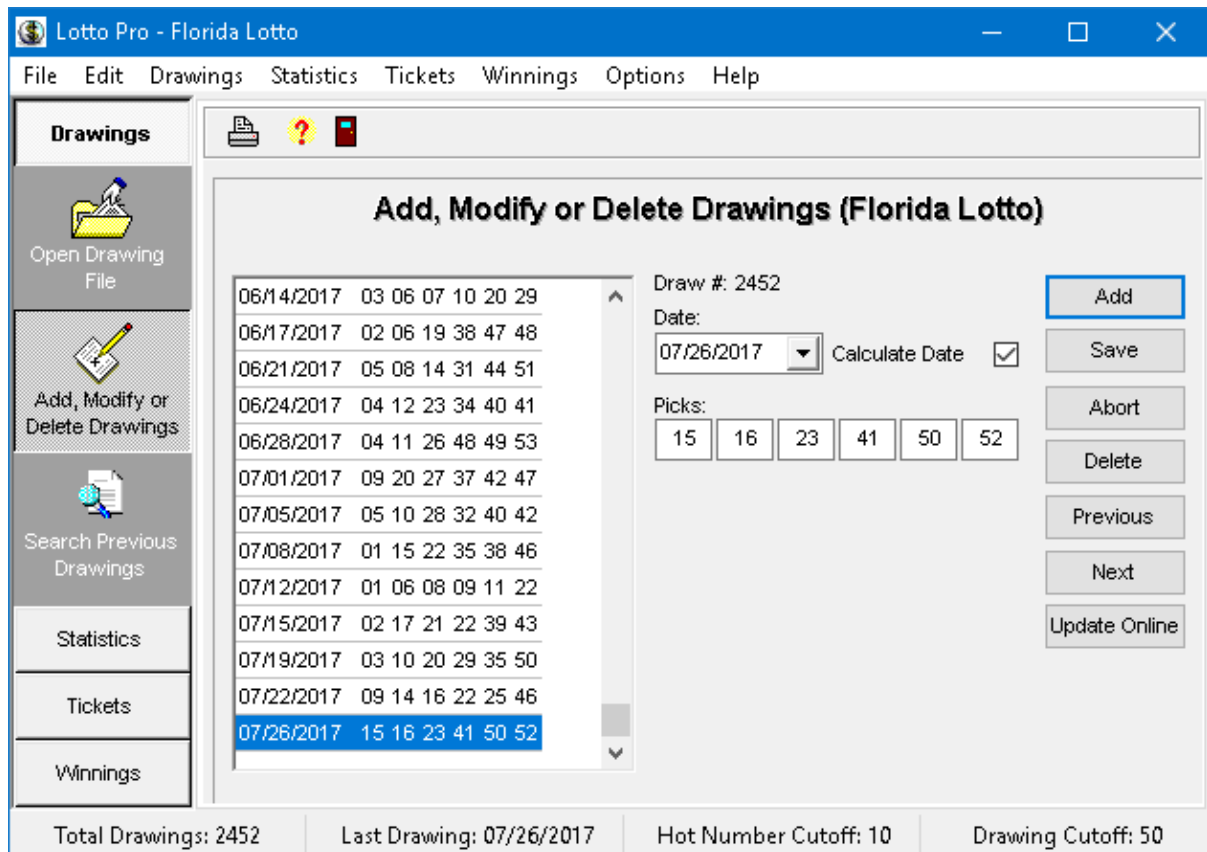 Lotto Pro - Florida Lotto
File Edit Drawings Statistics Tickets Winnings Options Help
Drawings
Open Drawing
File
Add, Modify or
Delete Drawings
Search Previous
Drawings
Statistics
Tickets
Winnings
Add, Modify or Delete Drawings (Florida Lotto)
06/14/2017 03 06 07 10 20 29
06/17/2017 02 06 19 38 47 48
06/21/2017 05 08 14 31 44 51
06/24/2017 04 12 23 34 40 41
06/28/2017 04 11 26 48 49 53
07/01/2017 09 20 27 37 42 47
07/05/2017 05 10 28 32 40 42
07/08/2017 01 15 22 35 38 46
07/12/2017 01 06 08 09 11 22
07/15/2017 02 17 21 22 39 43
07/19/2017 03 10 20 29 35 50
07/22/2017 09 14 16 22 25 46
07/26/2017 15 16 23 41 50 52
Draw #: 2452
Date:
07/26/2017 Calculate Date
Picks:
15 16 23 41 50 52
Add
Save
Abort
Delete
Previous
Next
Update Online
Total Drawings: 2452 Last Drawing: 07/26/2017 Hot Number Cutoff: 10 Drawing Cutoff: 50